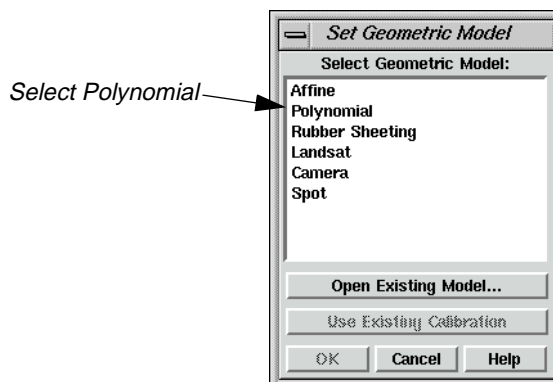 Set Geometric Model
Select Geometric Model:
Select Polynomial
Affine
Polynomial
Rubber Sheeting
Landsat
Camera
Spot
Open Existing Model...
Use Existing Calibration
OK Cancel Help